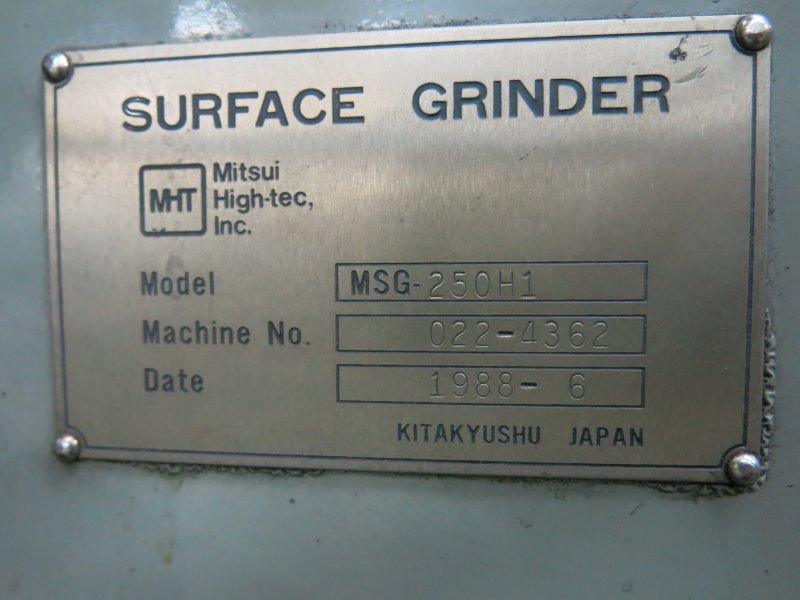 SURFACE GRINDER
MHT
Mitsui
High-tec,
Inc.
Model MSG-250H1
Machine No. 022-4362
Date 1988- 6
KITAKYUSHU JAPAN